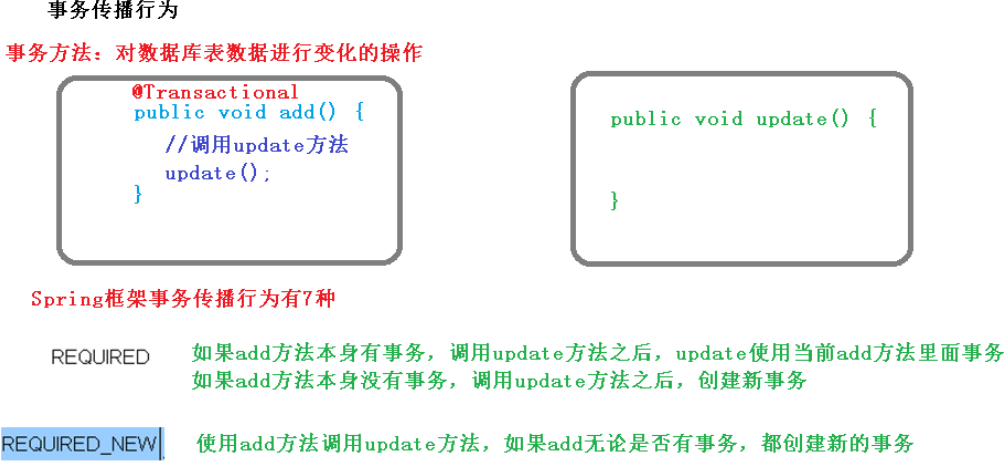 事务传播行为
事务方法：对数据库表数据进行变化的操作
@Transactional
public void add() {
//调用update方法
update();
}
public void update() {
}
Spring框架事务传播行为有7种
REQUIRED
如果add方法本身有事务，调用update方法之后，update使用当前add方法里面事务
如果add方法本身没有事务，调用update方法之后，创建新事务
REQUIRED_NEW
使用add方法调用update方法，如果add无论是否有事务，都创建新的事务